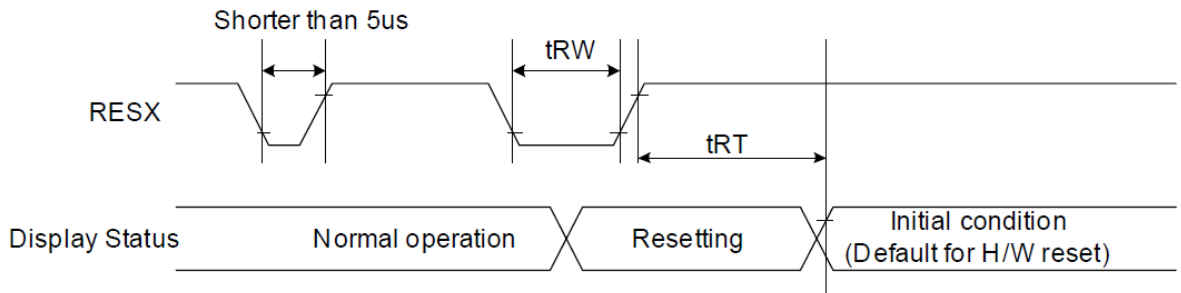 Shorter than 5us
tRW
RESX
tRT
Display Status
Normal operation
Resetting
Initial condition
(Default for H/W reset)